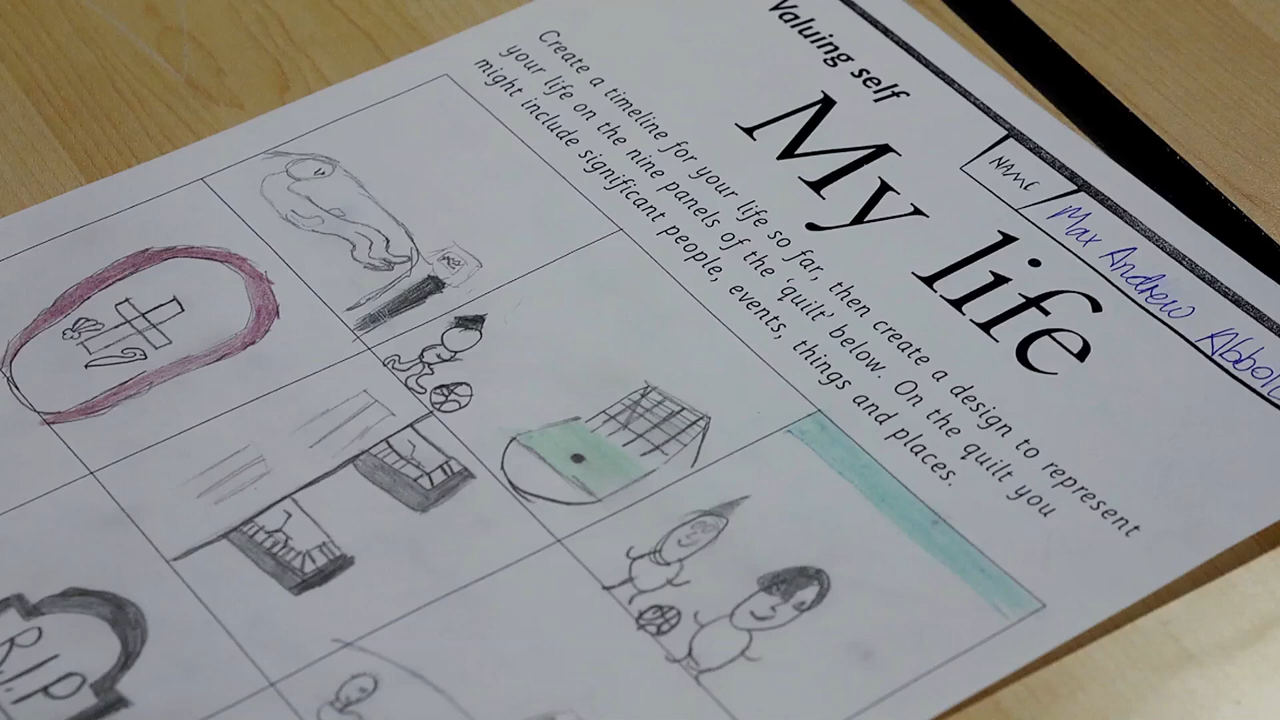 Valuing self
My life
NAME Max Andrew Abbott
Create a timeline for your life so far, then create a design to represent
your life on the nine panels of the 'quilt' below. On the quilt you
might include significant people, events, things and places.
R.I.P